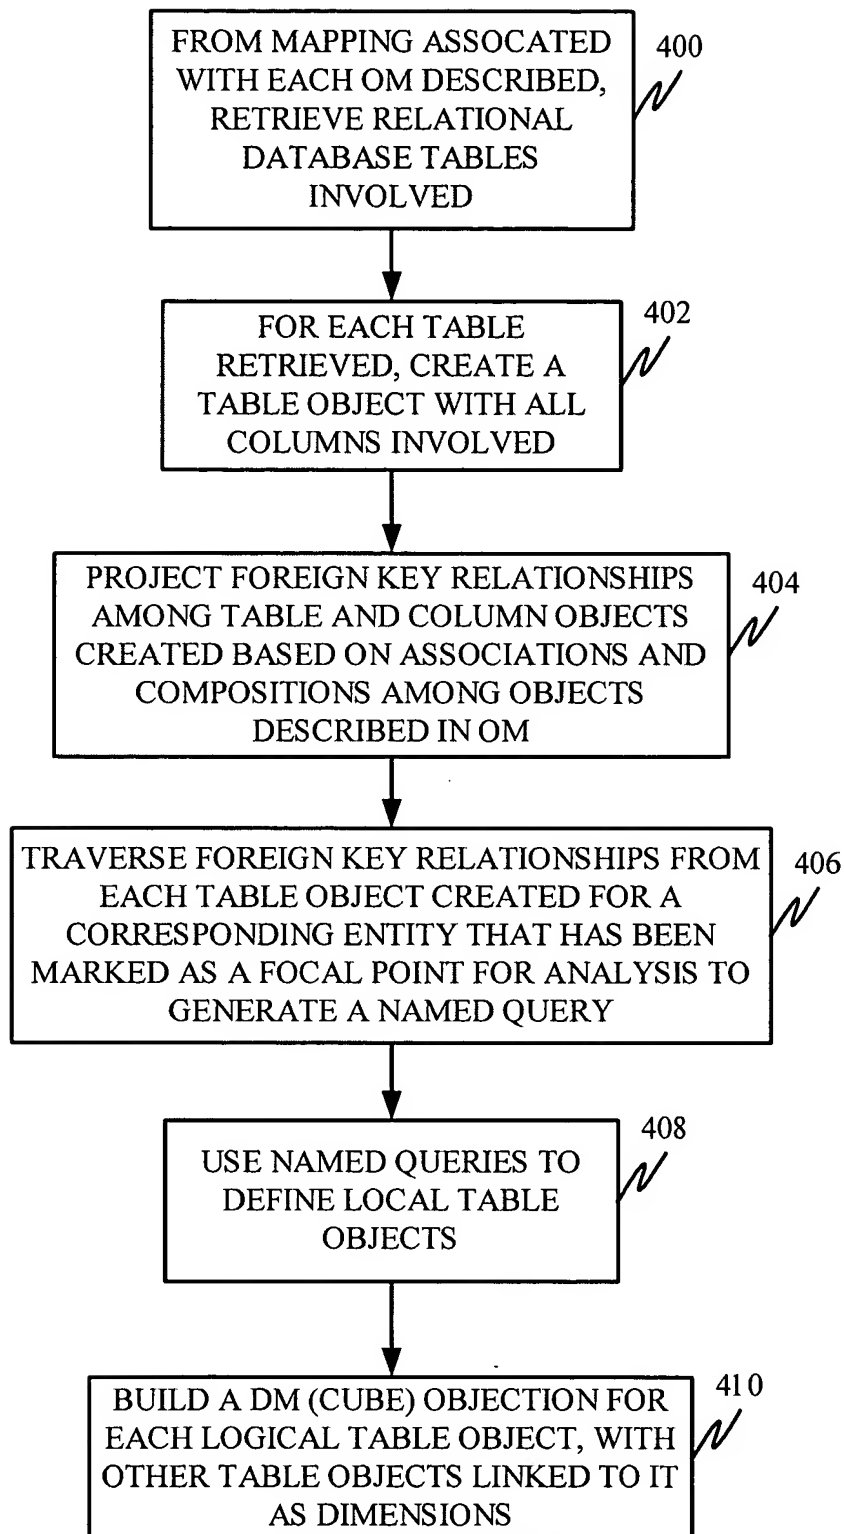 FROM MAPPING ASSOCATED
WITH EACH OM DESCRIBED,
RETRIEVE RELATIONAL
DATABASE TABLES
INVOLVED
400
FOR EACH TABLE
RETRIEVED, CREATE A
TABLE OBJECT WITH ALL
COLUMNS INVOLVED
402
PROJECT FOREIGN KEY RELATIONSHIPS
AMONG TABLE AND COLUMN OBJECTS
CREATED BASED ON ASSOCIATIONS AND
COMPOSITIONS AMONG OBJECTS
DESCRIBED IN OM
404
TRAVERSE FOREIGN KEY RELATIONSHIPS FROM
EACH TABLE OBJECT CREATED FOR A
CORRESPONDING ENTITY THAT HAS BEEN
MARKED AS A FOCAL POINT FOR ANALYSIS TO
GENERATE A NAMED QUERY
406
USE NAMED QUERIES TO
DEFINE LOCAL TABLE
OBJECTS
408
BUILD A DM (CUBE) OBJECTION FOR
EACH LOGICAL TABLE OBJECT, WITH
OTHER TABLE OBJECTS LINKED TO IT
AS DIMENSIONS
410